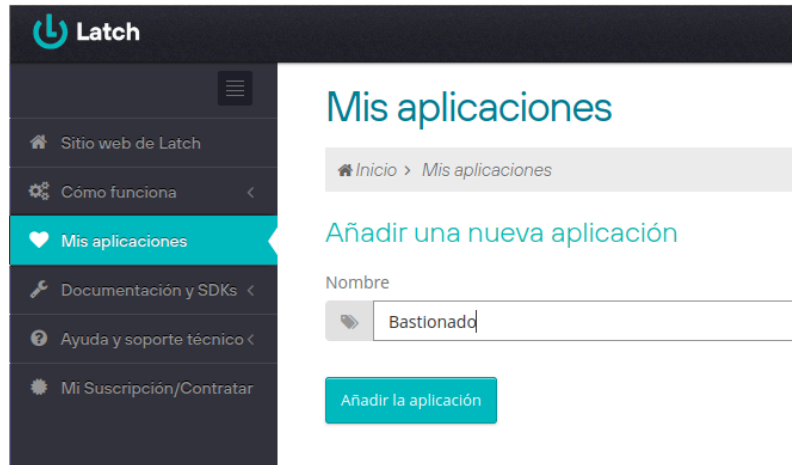 Latch
Sitio web de Latch
Cómo funciona
Mis aplicaciones
Documentación y SDKs
Ayuda y soporte técnico
Mi Suscripción/Contratar
Mis aplicaciones
Inicio > Mis aplicaciones
Añadir una nueva aplicación
Nombre
Bastionado
Añadir la aplicación